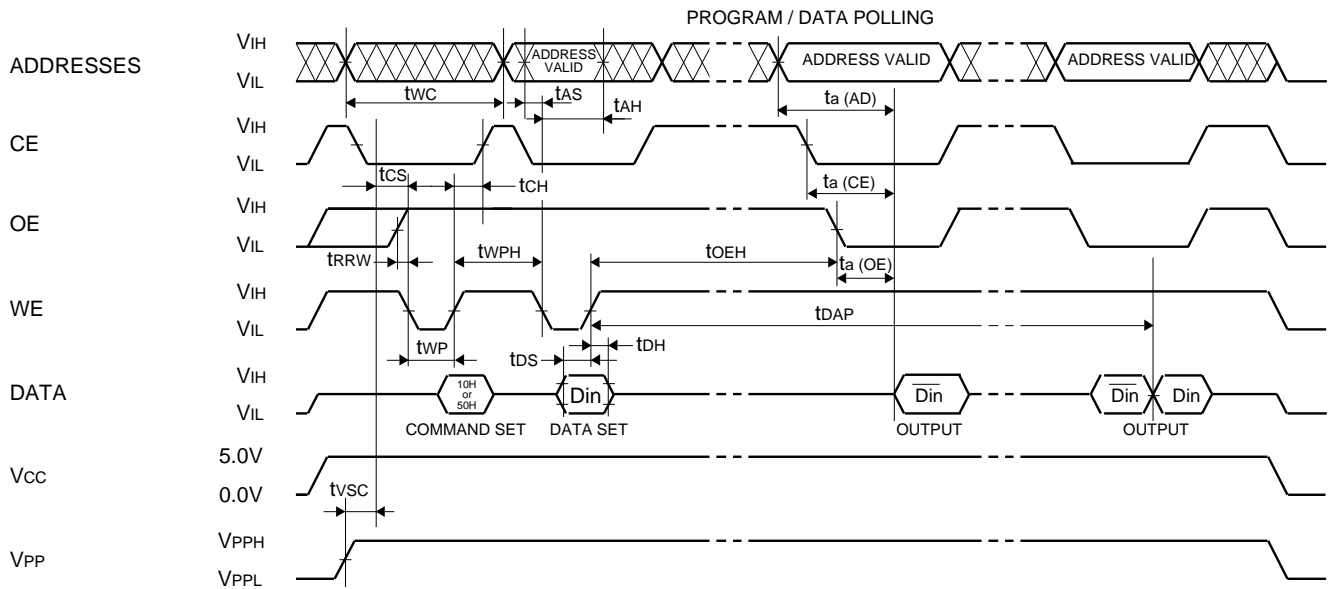 PROGRAM / DATA POLLING
ADDRESSES
VIH
VIL
ADDRESS
VALID
ADDRESS VALID
ADDRESS VALID
tWC
tAS
tAH
ta (AD)
CE
VIH
VIL
tCS
tCH
ta (CE)
OE
VIH
VIL
tRRW
tWPH
tOEH
ta (OE)
WE
VIH
VIL
tWP
tDS
tDH
tDAP
DATA
VIH
VIL
10H
or
50H
Din
Din
Din
Din
COMMAND SET
DATA SET
OUTPUT
OUTPUT
VCC
5.0V
0.0V
tVSC
VPP
VPPH
VPPL